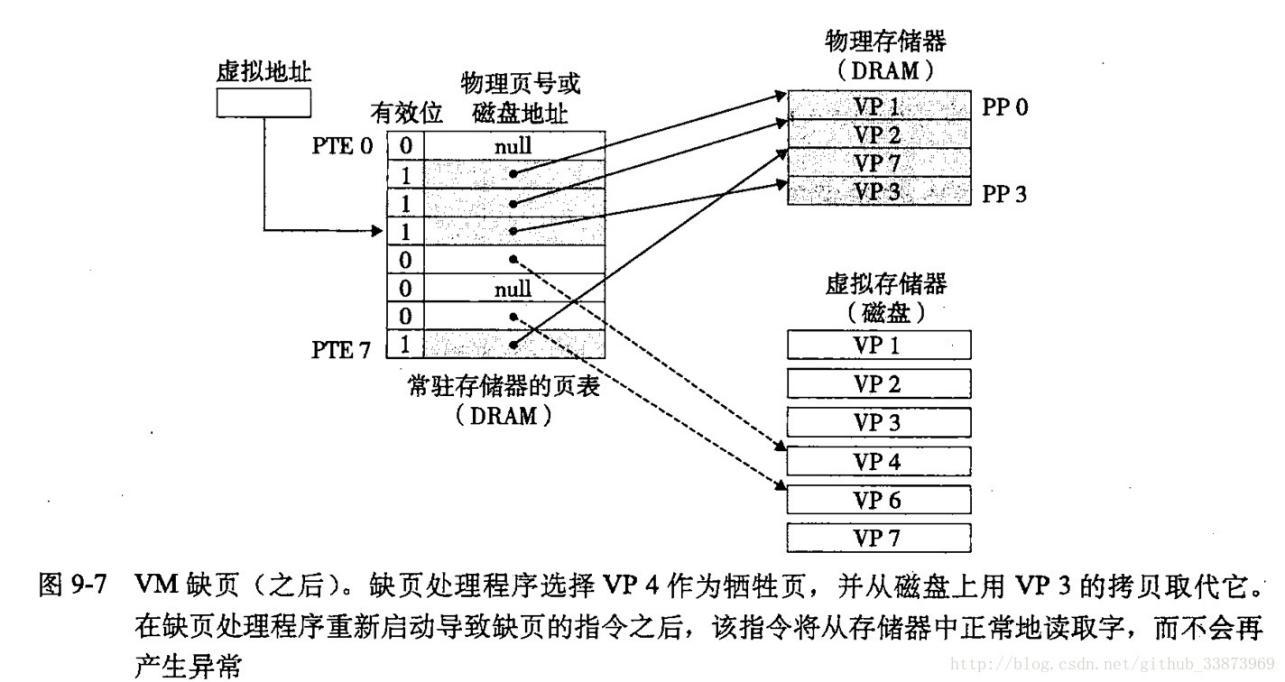 虚拟地址
有效位
物理页号或
磁盘地址
PTE 0
0
null
1
1
1
0
0
null
0
PTE 7
1
常驻存储器的页表
（DRAM）
物理存储器
（DRAM）
VP 1
PP 0
VP 2
VP 7
VP 3
PP 3
虚拟存储器
（磁盘）
VP 1
VP 2
VP 3
VP 4
VP 6
VP 7
图 9-7 VM 缺页（之后）。缺页处理程序选择 VP 4 作为牺牲页，并从磁盘上用 VP 3 的拷贝取代它。
在缺页处理程序重新启动导致缺页的指令之后，该指令将从存储器中正常地读取字，而不会再
产生异常
http://blog.csdn.net/github_33873969